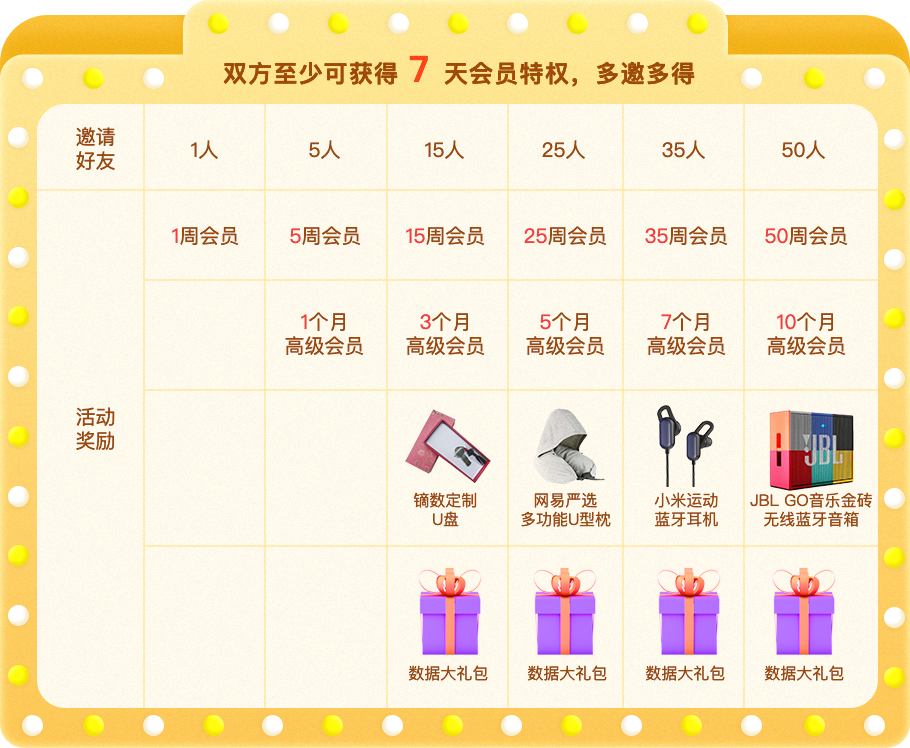 双方至少可获得 7 天会员特权，多邀多得
邀请
好友
1人
5人
15人
25人
35人
50人
1周会员
5周会员
15周会员
25周会员
35周会员
50周会员
1个月
高级会员
3个月
高级会员
5个月
高级会员
7个月
高级会员
10个月
高级会员
活动
奖励
JBL
镝数定制
U盘
网易严选
多功能U型枕
小米运动
蓝牙耳机
JBL GO音乐金砖
无线蓝牙音箱
数据大礼包
数据大礼包
数据大礼包
数据大礼包